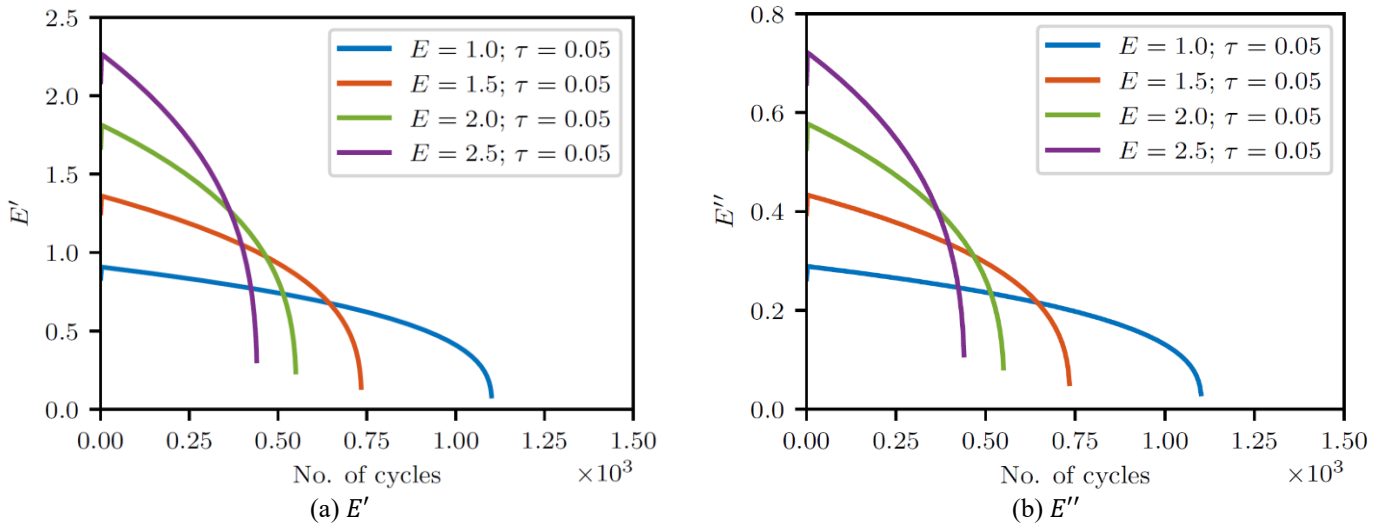 2.5
2.0
1.5
1.0
0.5
0.0
E′
E = 1.0; τ = 0.05
E = 1.5; τ = 0.05
E = 2.0; τ = 0.05
E = 2.5; τ = 0.05
0.00 0.25 0.50 0.75 1.00 1.25 1.50
×10³
No. of cycles
(a) E′
0.8
0.6
0.4
0.2
0.0
E′′
E = 1.0; τ = 0.05
E = 1.5; τ = 0.05
E = 2.0; τ = 0.05
E = 2.5; τ = 0.05
0.00 0.25 0.50 0.75 1.00 1.25 1.50
×10³
No. of cycles
(b) E′′